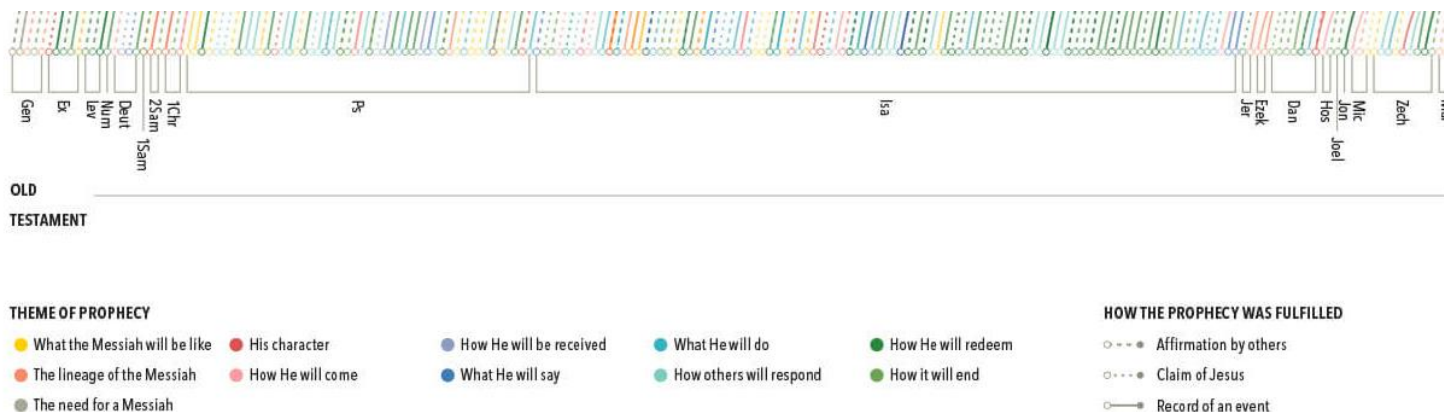 Gen
Ex
Lev
Num
Deut
1Sam
2Sam
1Chr
Ps
Isa
Jer
Ezek
Dan
Hos
Joel
Jon
Mic
Zech
OLD
TESTAMENT
THEME OF PROPHECY
What the Messiah will be like
His character
How He will be received
What He will do
How He will redeem
The lineage of the Messiah
How He will come
What He will say
How others will respond
How it will end
The need for a Messiah
HOW THE PROPHECY WAS FULFILLED
Affirmation by others
Claim of Jesus
Record of an event